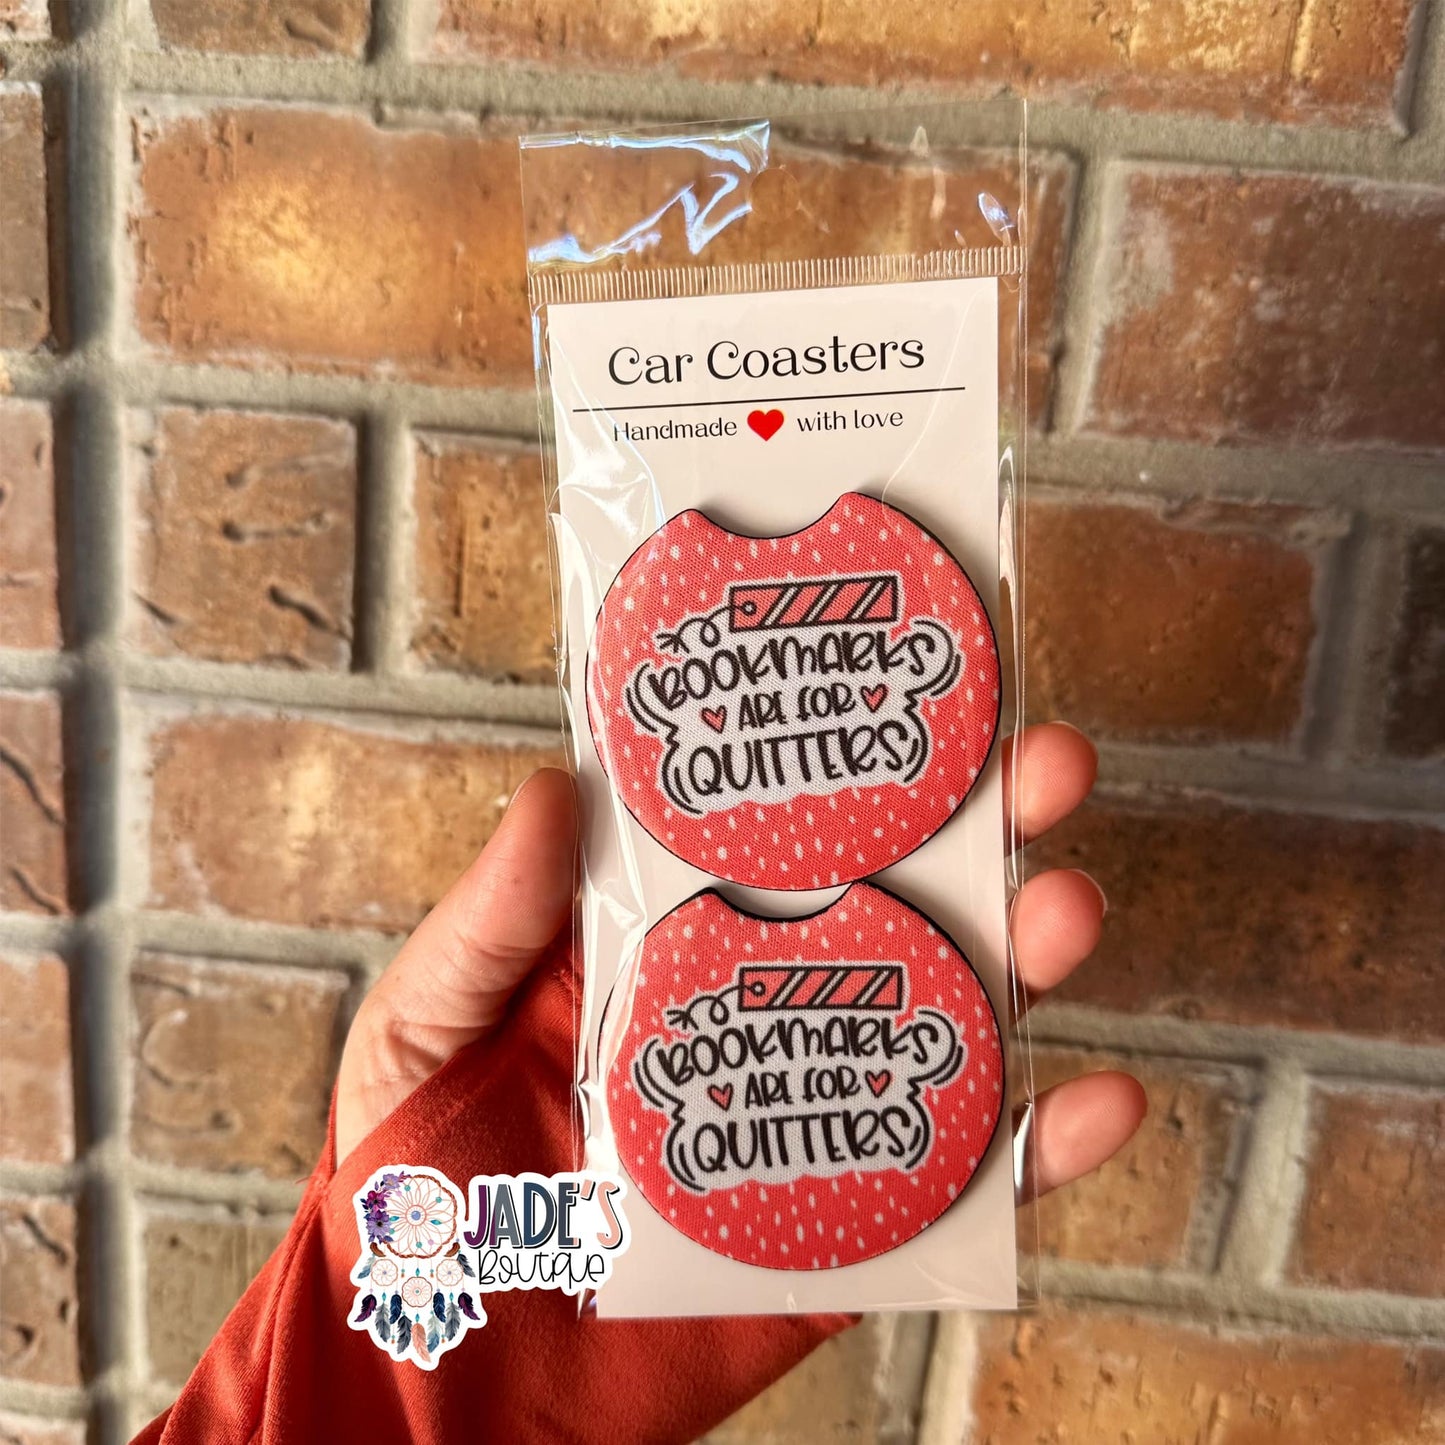 Car Coasters
Handmade ❤ with love
BOOKMARKS
ARE FOR
QUITTERS
BOOKMARKS
ARE FOR
QUITTERS
JADE'S
Boutique